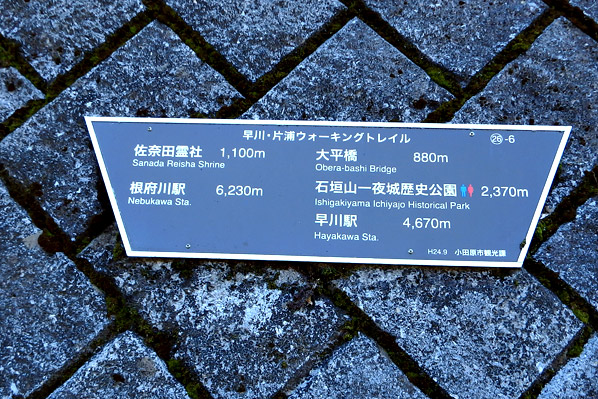 早川・片浦ウォーキングトレイル ㉖-6
佐奈田霊社 1,100m
Sanada Reisha Shrine
根府川駅 6,230m
Nebukawa Sta.
大平橋 880m
Obera-bashi Bridge
石垣山一夜城歴史公園 2,370m
Ishigakiyama Ichiyajo Historical Park
早川駅 4,670m
Hayakawa Sta.
H24.9 小田原市観光課